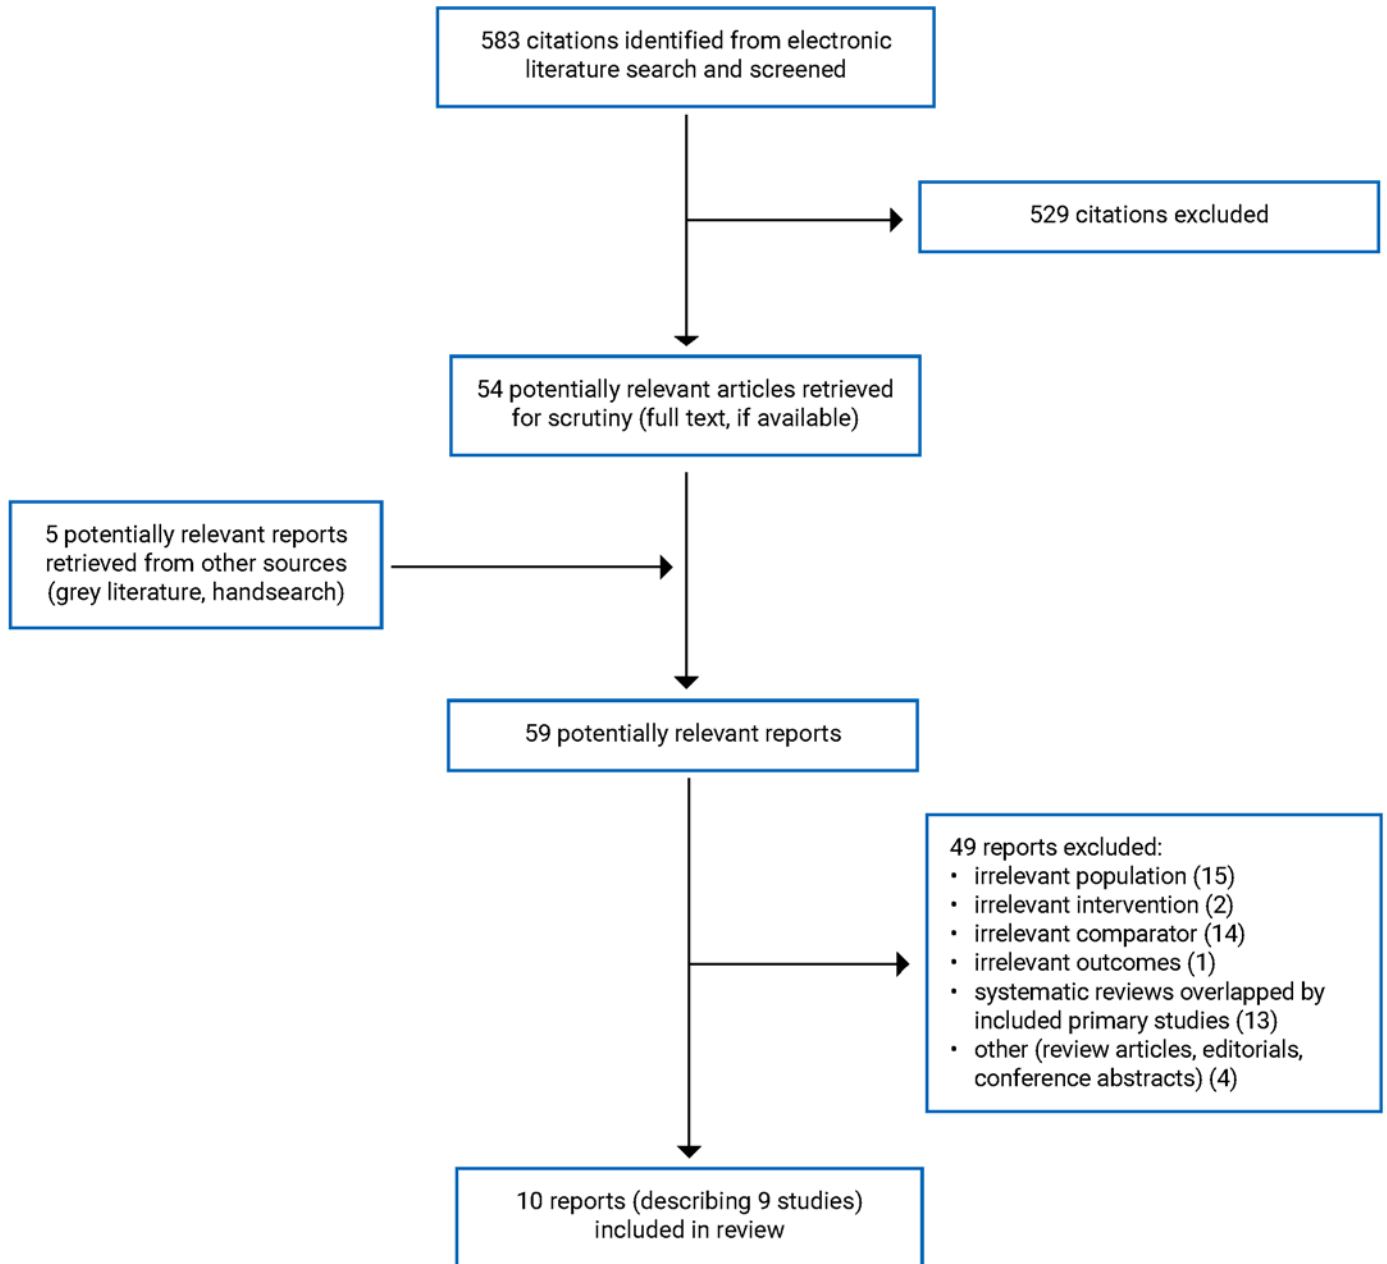 583 citations identified from electronic
literature search and screened
529 citations excluded
54 potentially relevant articles retrieved
for scrutiny (full text, if available)
5 potentially relevant reports
retrieved from other sources
(grey literature, handsearch)
59 potentially relevant reports
49 reports excluded:
• irrelevant population (15)
• irrelevant intervention (2)
• irrelevant comparator (14)
• irrelevant outcomes (1)
• systematic reviews overlapped by
included primary studies (13)
• other (review articles, editorials,
conference abstracts) (4)
10 reports (describing 9 studies)
included in review